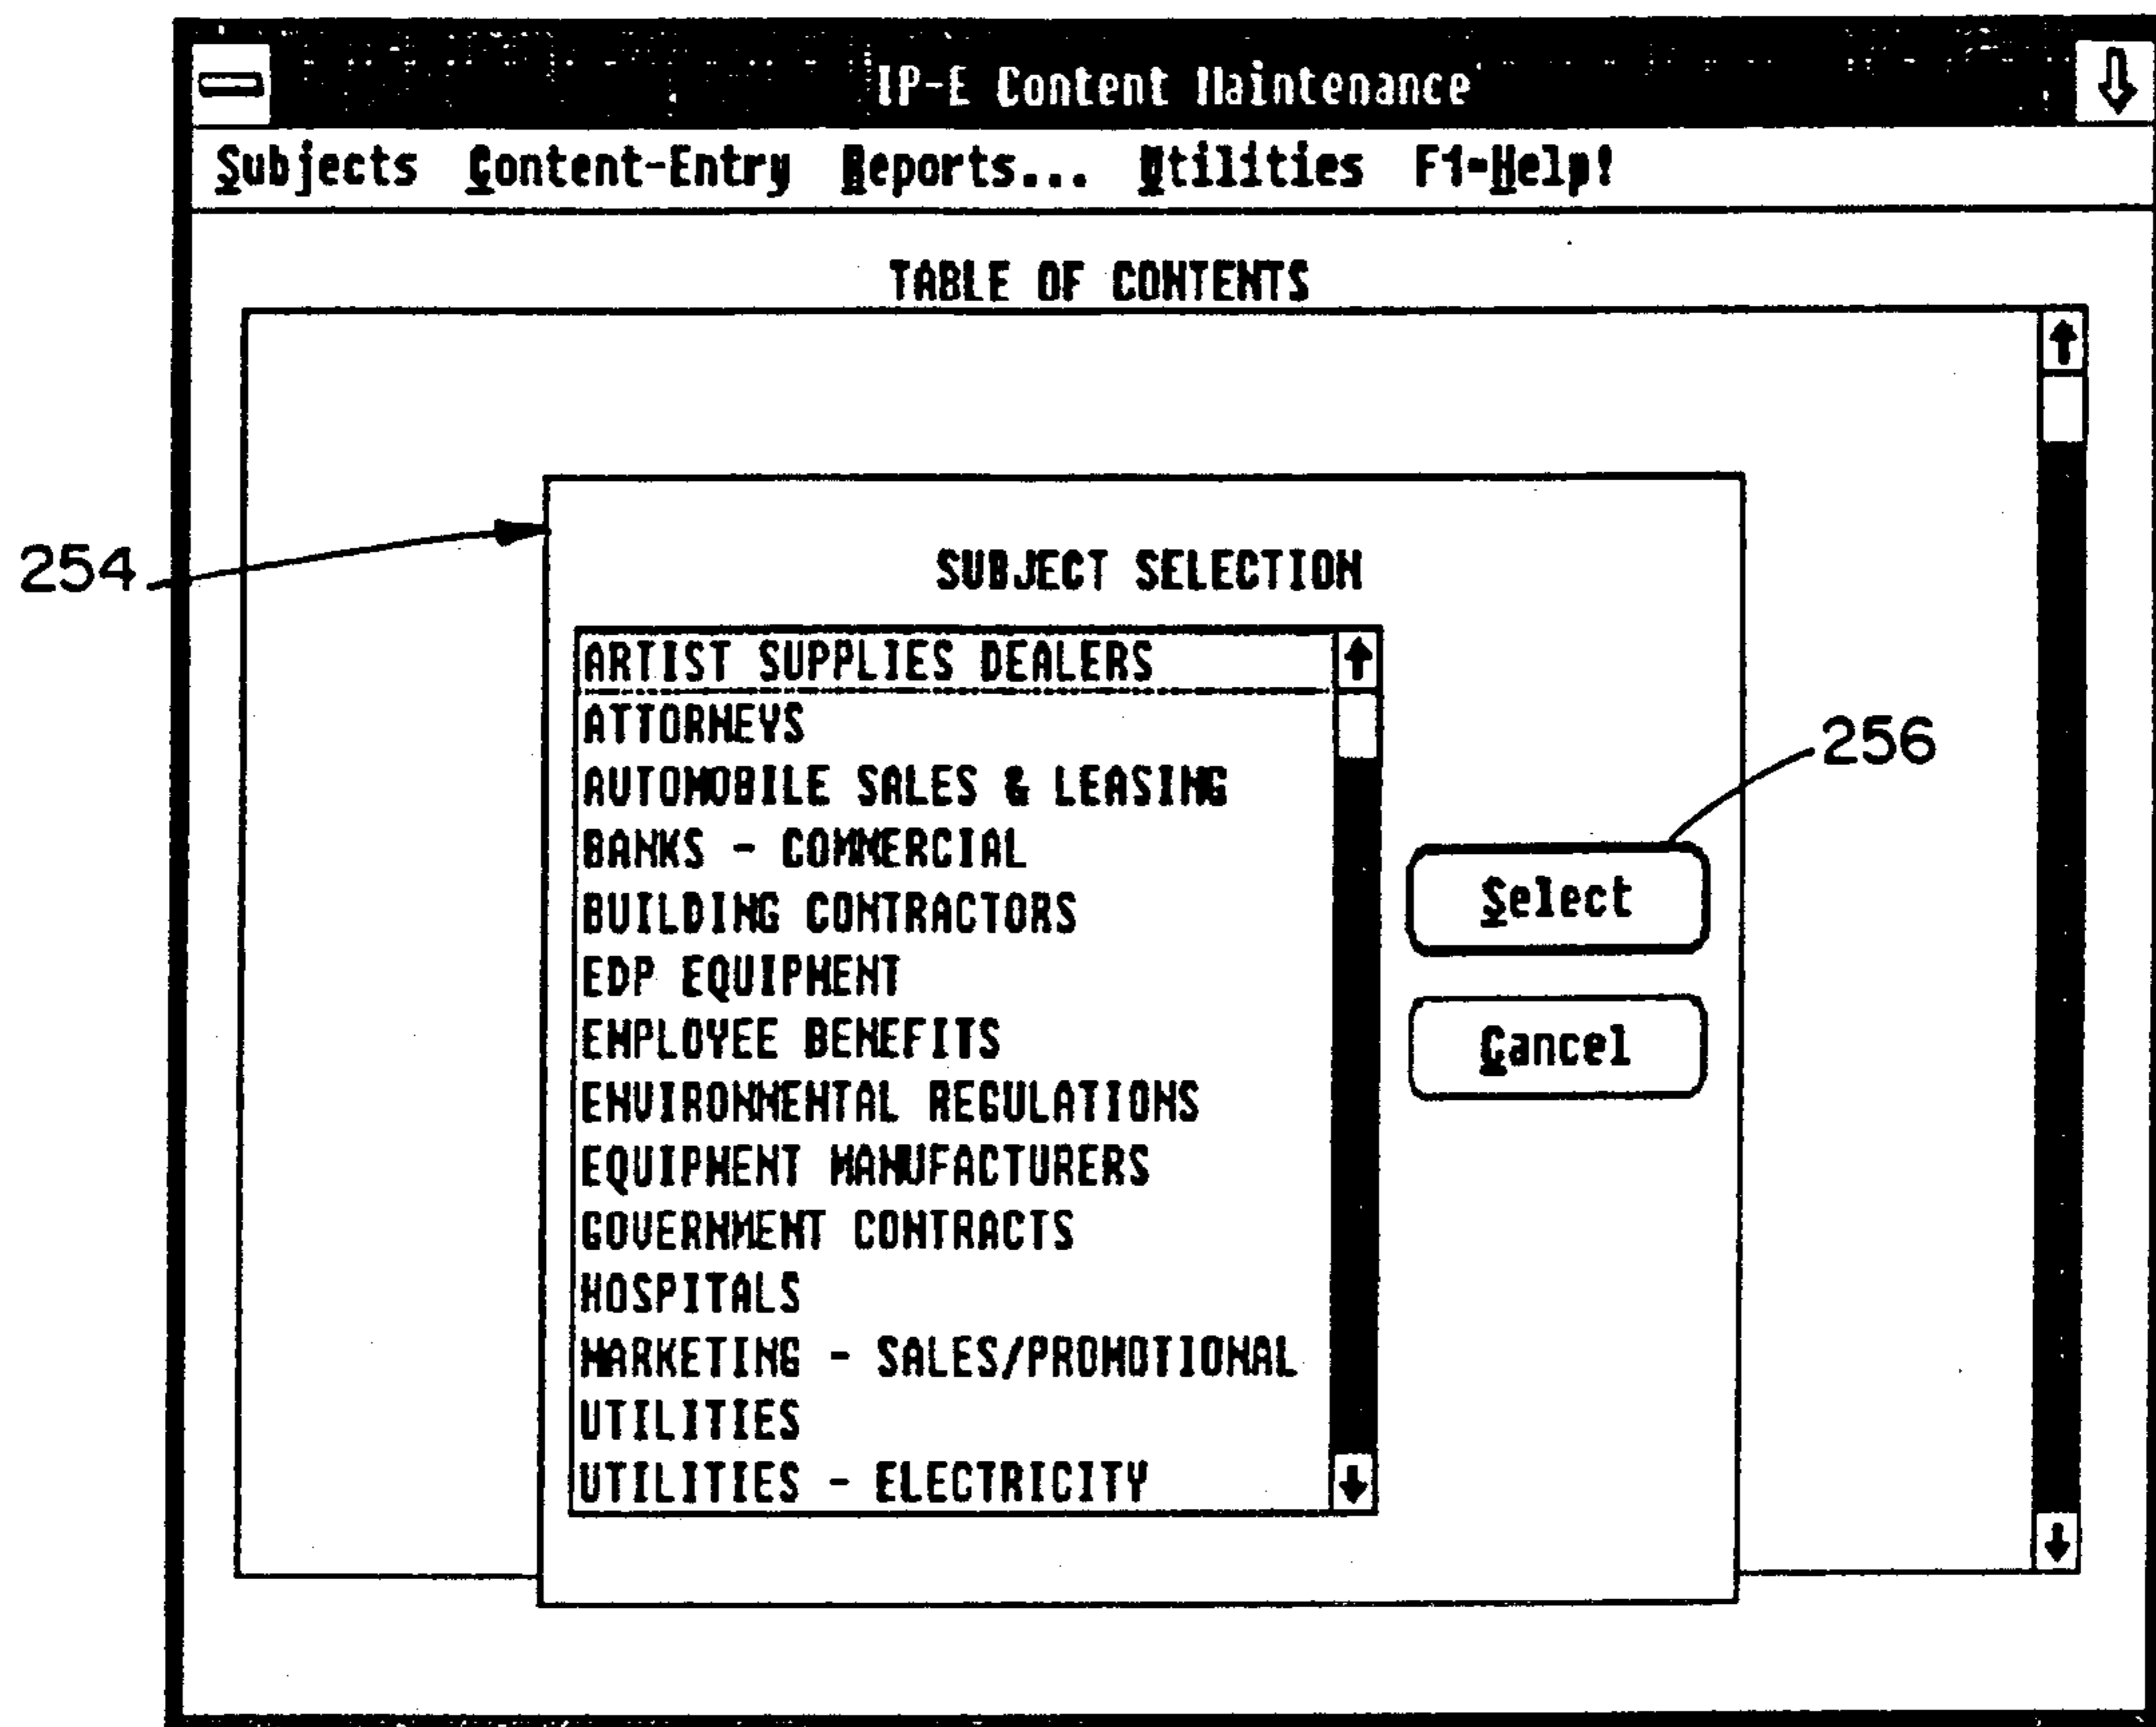 IP-E Content Maintenance
Subjects Content-Entry Reports... Utilities F1=Help!
TABLE OF CONTENTS
254
SUBJECT SELECTION
ARTIST SUPPLIES DEALERS
ATTORNEYS
256
AUTOMOBILE SALES & LEASING
BANKS - COMMERCIAL
Select
BUILDING CONTRACTORS
EDP EQUIPMENT
EMPLOYEE BENEFITS
Cancel
ENVIRONMENTAL REGULATIONS
EQUIPMENT MANUFACTURERS
GOVERNMENT CONTRACTS
HOSPITALS
MARKETING - SALES/PROMOTIONAL
UTILITIES
UTILITIES - ELECTRICITY